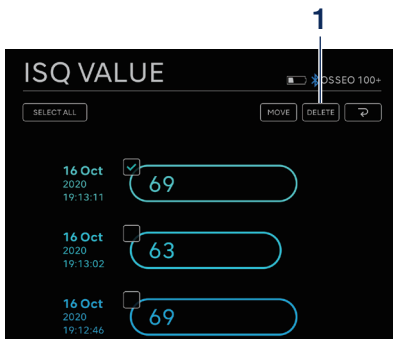 1
ISQ VALUE
OSSEO 100+
SELECT ALL
MOVE
DELETE
16 Oct
2020
19:13:11
69
16 Oct
2020
19:13:02
63
16 Oct
2020
19:12:46
69